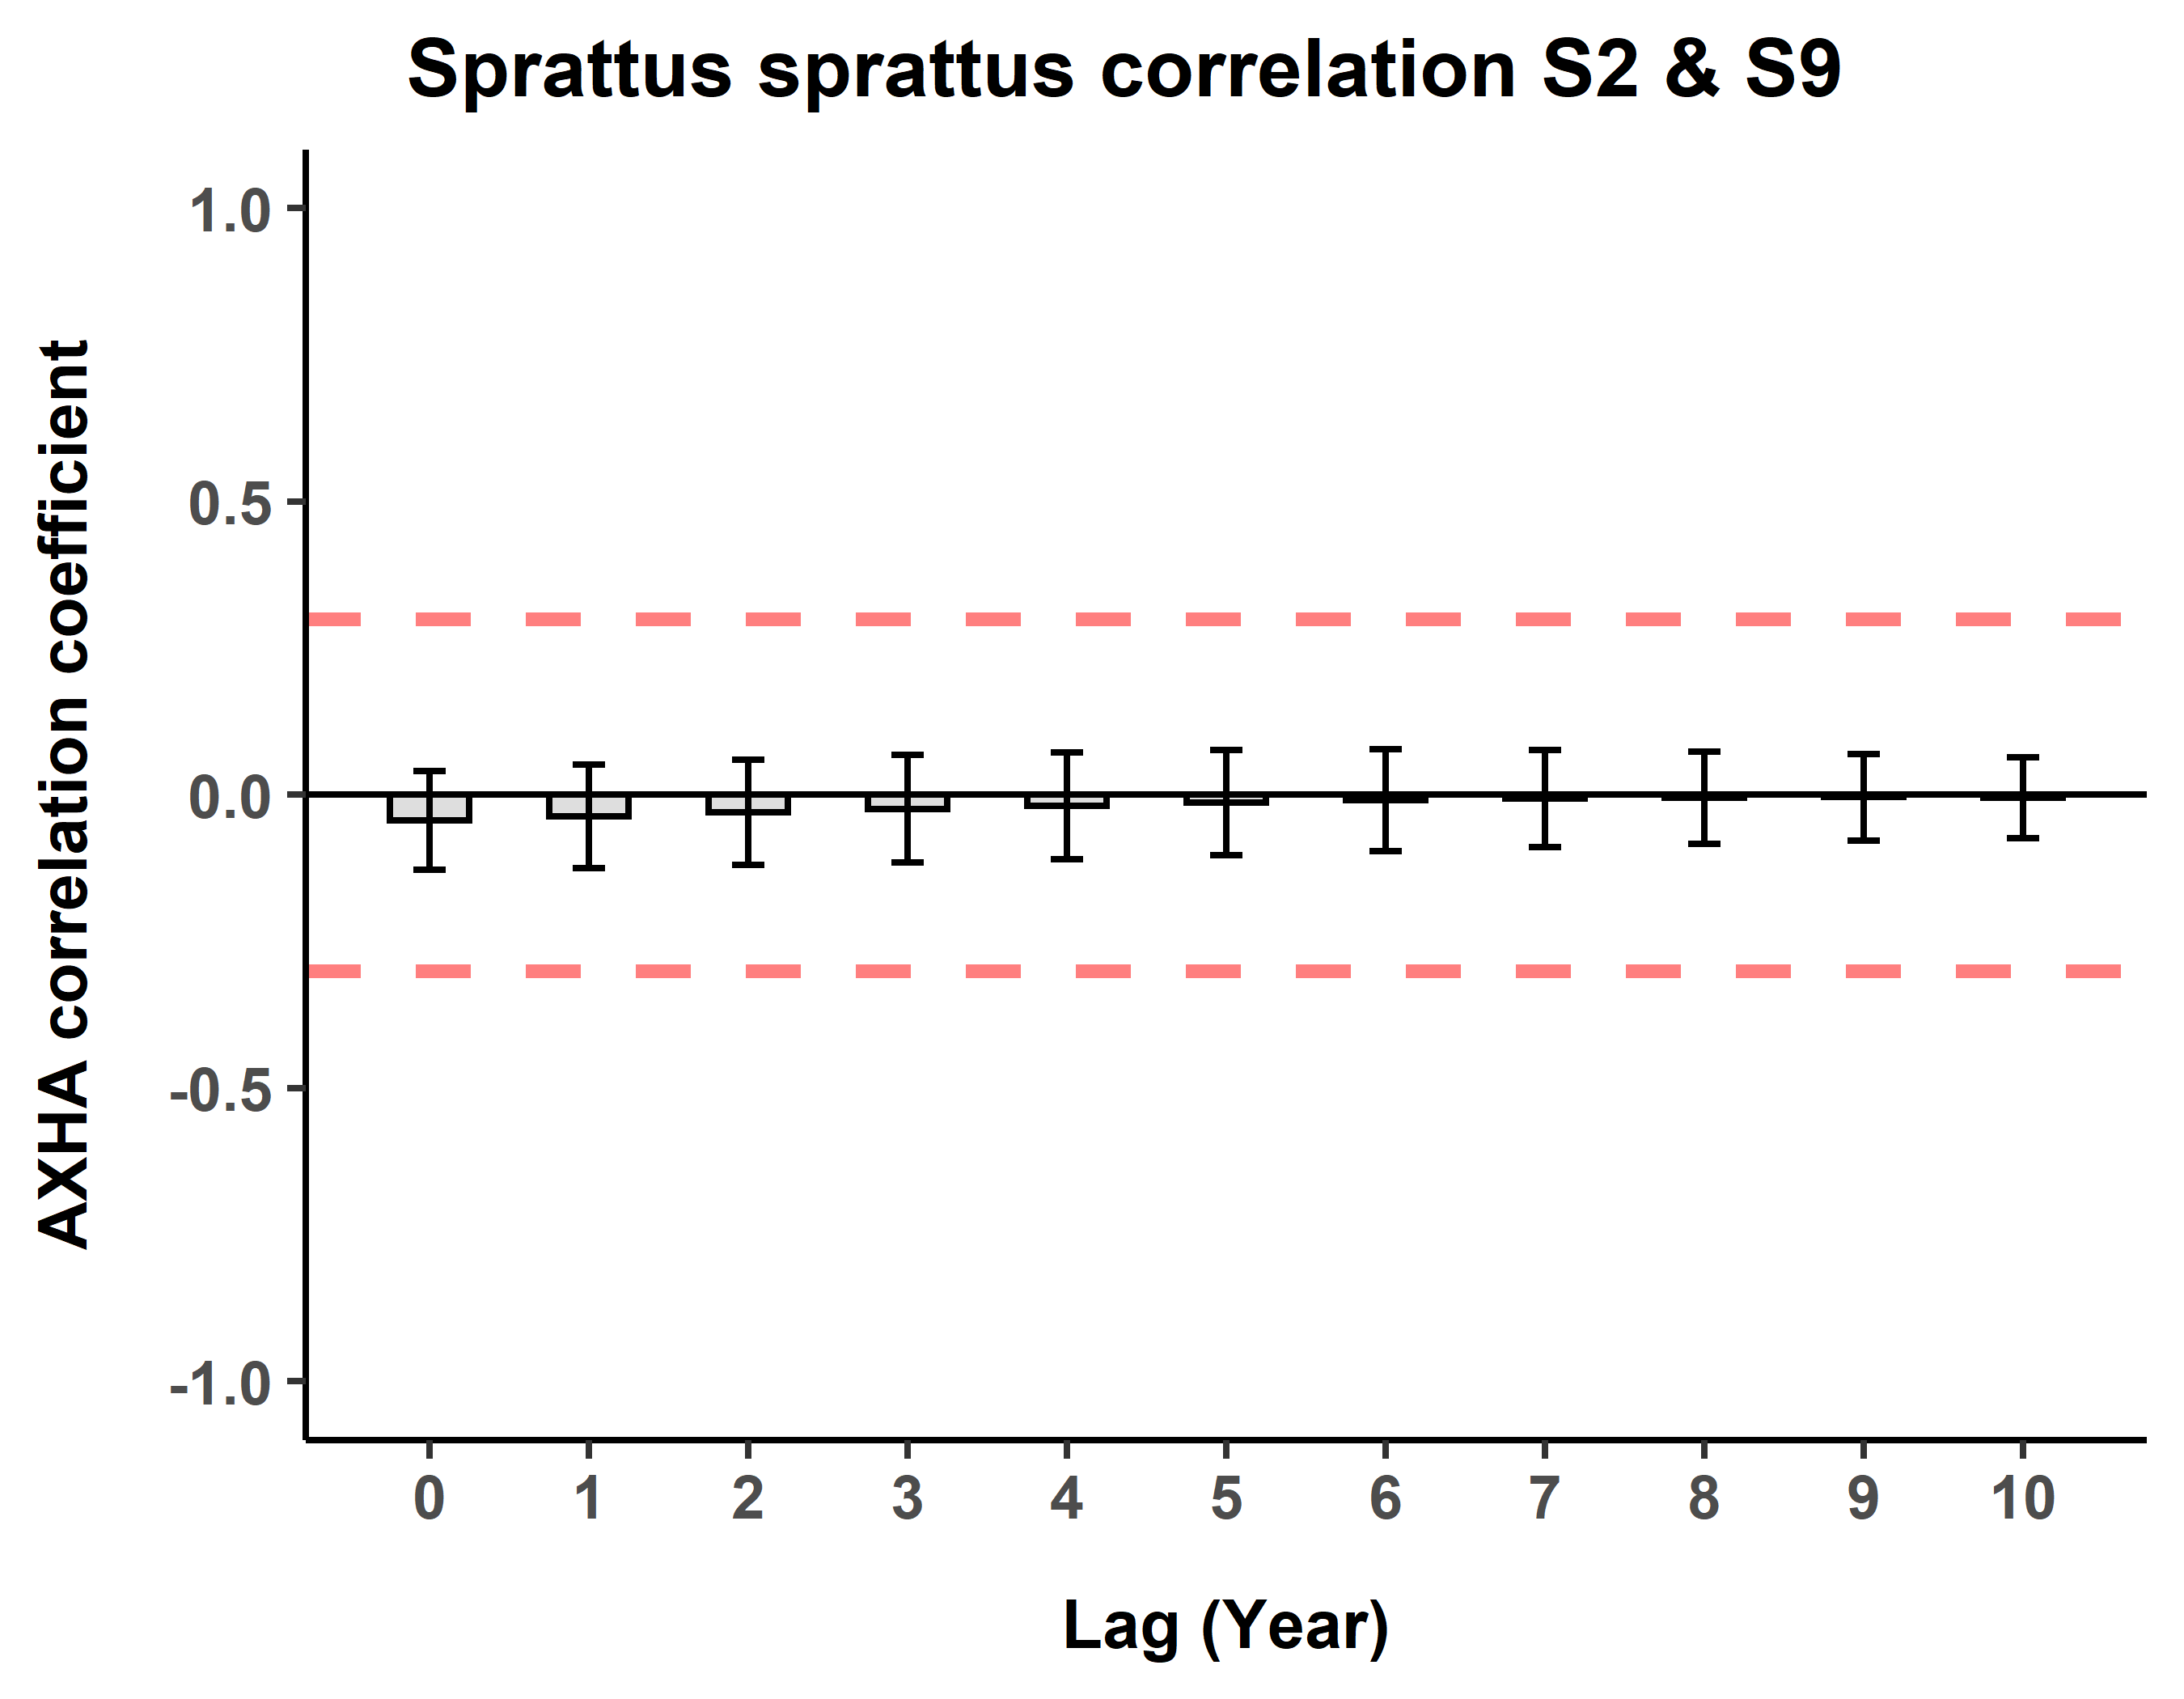 Sprattus sprattus correlation S2 & S9
AXHA correlation coefficient
1.0
0.5
0.0
-0.5
-1.0
0 1 2 3 4 5 6 7 8 9 10
Lag (Year)